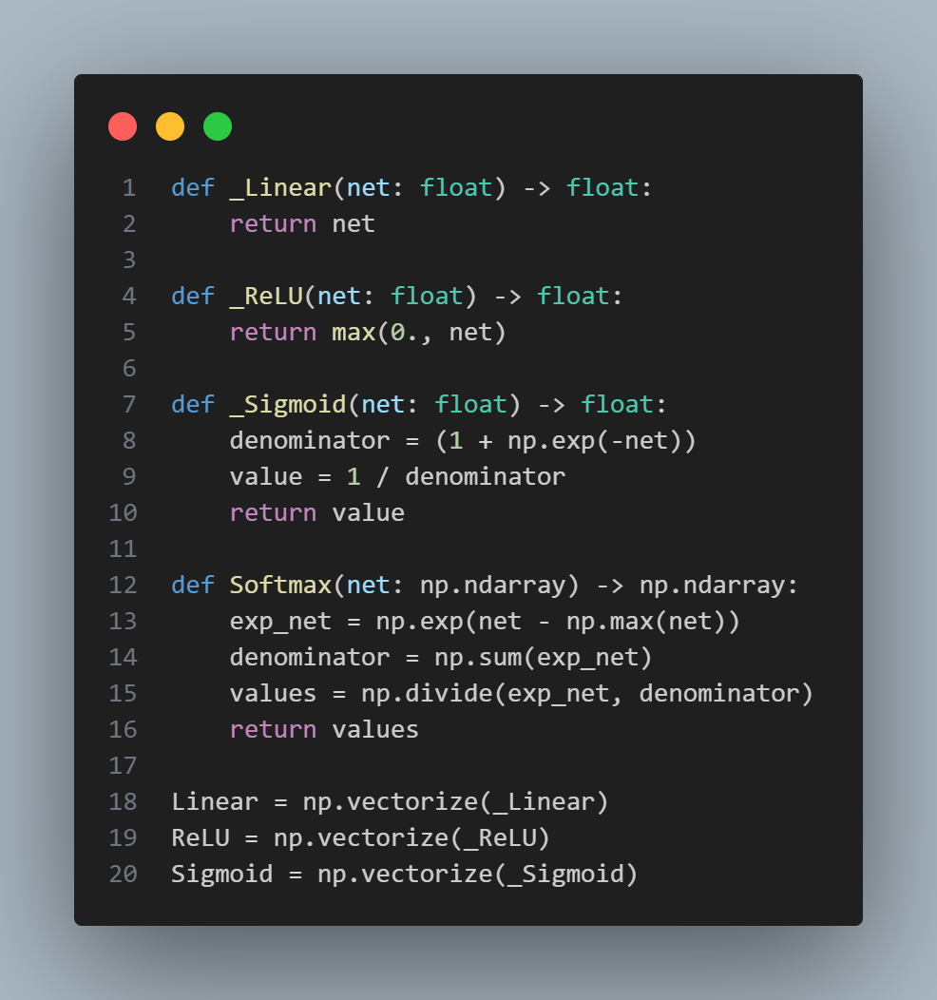 1 def _Linear(net: float) -> float:
2     return net
3
4 def _ReLU(net: float) -> float:
5     return max(0., net)
6
7 def _Sigmoid(net: float) -> float:
8     denominator = (1 + np.exp(-net))
9     value = 1 / denominator
10     return value
11
12 def Softmax(net: np.ndarray) -> np.ndarray:
13     exp_net = np.exp(net - np.max(net))
14     denominator = np.sum(exp_net)
15     values = np.divide(exp_net, denominator)
16     return values
17
18 Linear = np.vectorize(_Linear)
19 ReLU = np.vectorize(_ReLU)
20 Sigmoid = np.vectorize(_Sigmoid)